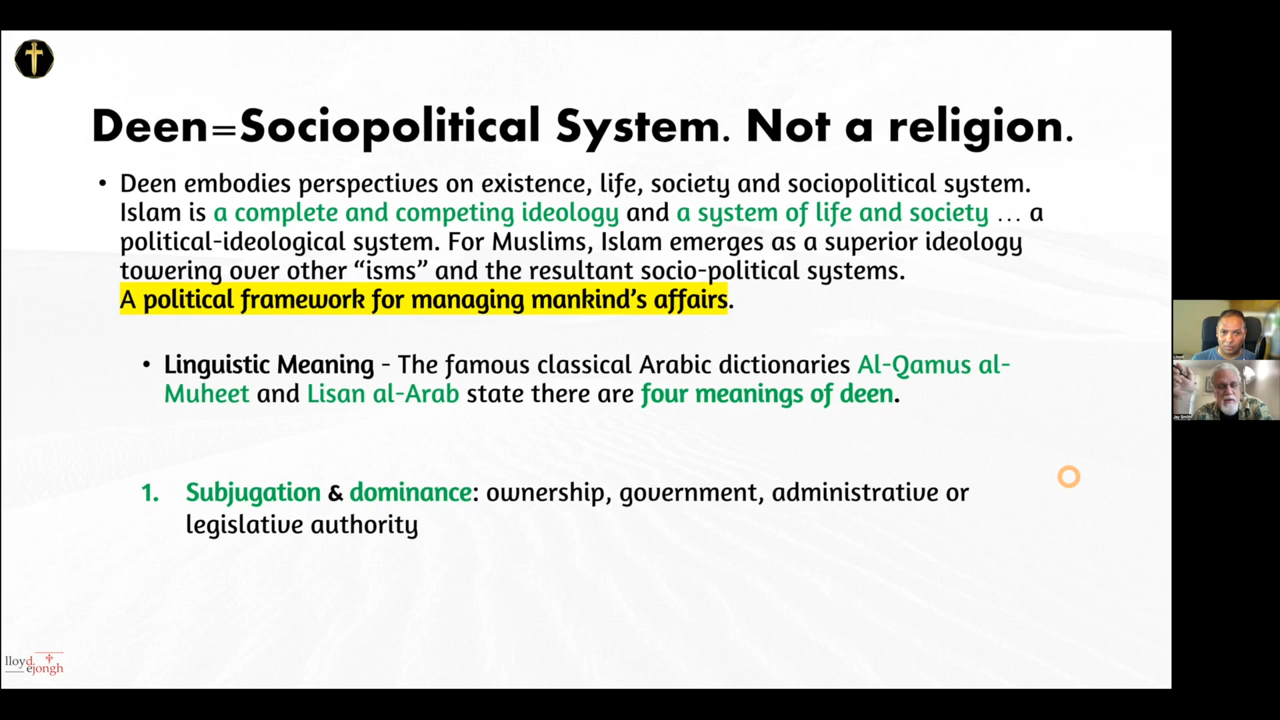 Deen=Sociopolitical System. Not a religion.
• Deen embodies perspectives on existence, life, society and sociopolitical system.
Islam is a complete and competing ideology and a system of life and society … a
political-ideological system. For Muslims, Islam emerges as a superior ideology
towering over other “isms” and the resultant socio-political systems.
A political framework for managing mankind’s affairs.
• Linguistic Meaning - The famous classical Arabic dictionaries Al-Qamus al-
Muheet and Lisan al-Arab state there are four meanings of deen.
1. Subjugation & dominance: ownership, government, administrative or
legislative authority
Jay Smith
lloyd
ejongh